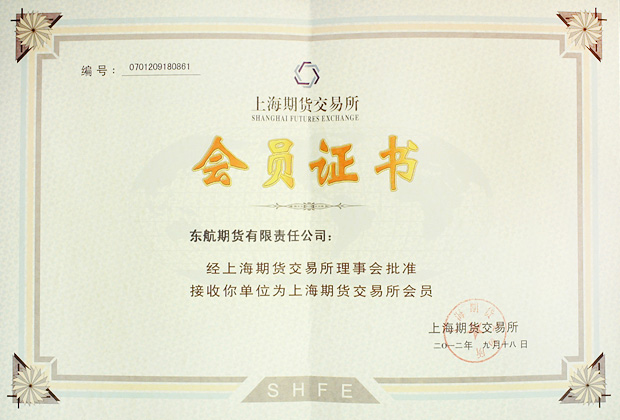 编号： 0701209180861
上海期货交易所
SHANGHAI FUTURES EXCHANGE
会员证书
东航期货有限责任公司：
经上海期货交易所理事会批准
接收你单位为上海期货交易所会员
上海期货交易所
二〇一二年 九月十八日
SHFE